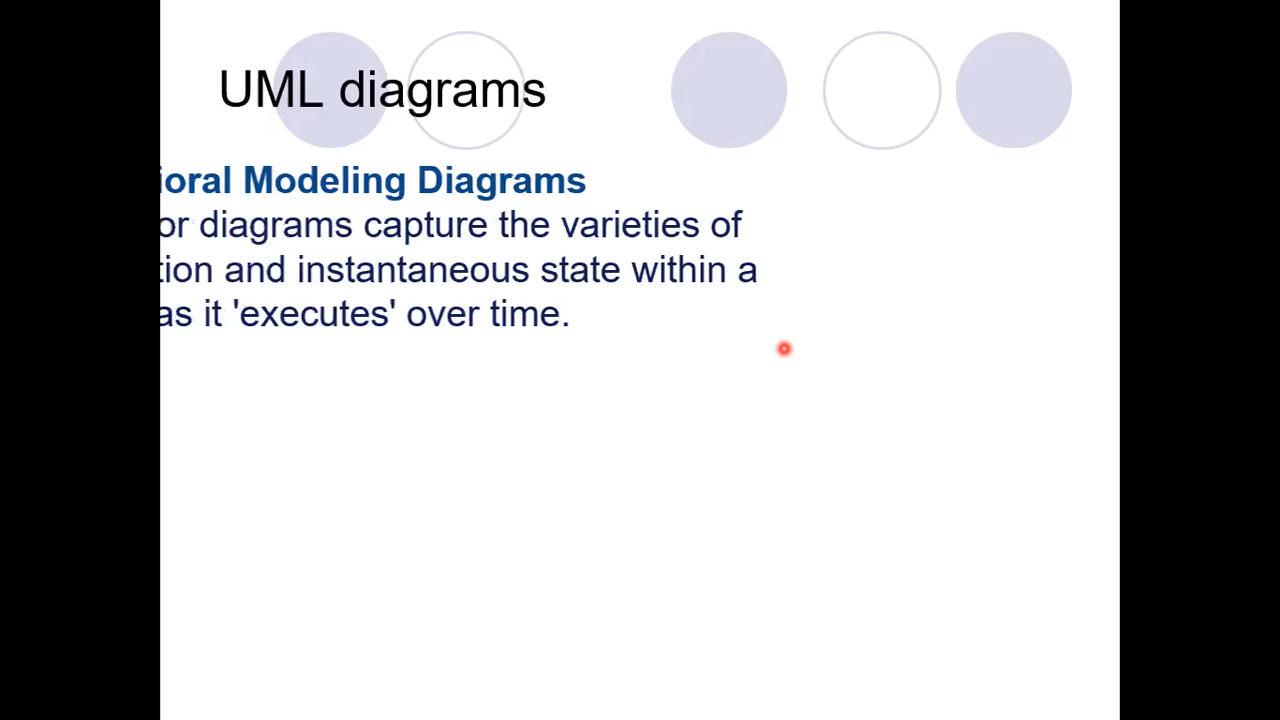 UML diagrams
ioral Modeling Diagrams
or diagrams capture the varieties of
tion and instantaneous state within a
as it 'executes' over time.